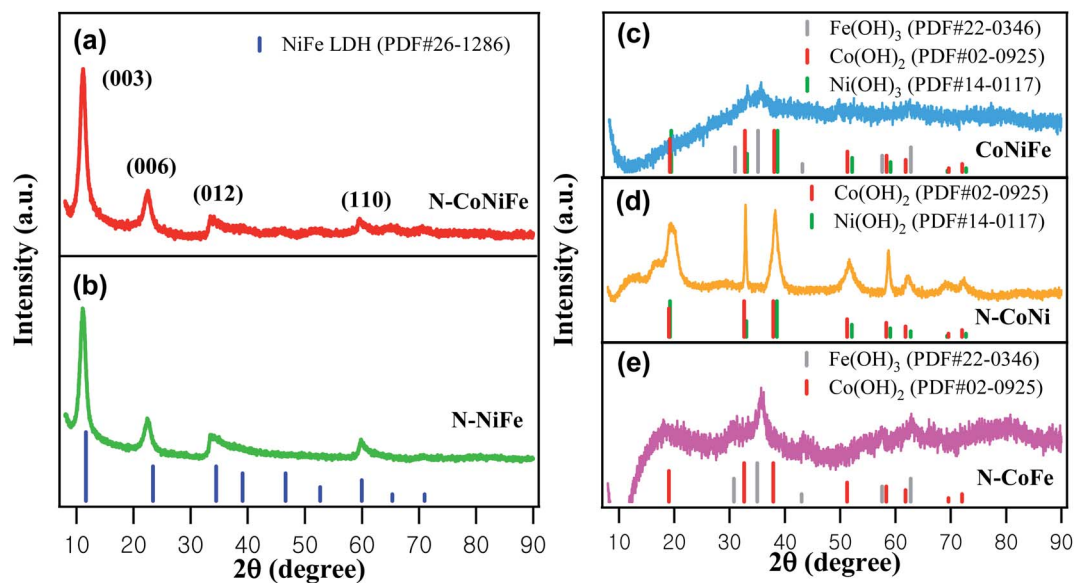 (a)
NiFe LDH (PDF#26-1286)
(003)
(006)
(012)
(110)
N-CoNiFe
(b)
N-NiFe
Intensity (a.u.)
10 20 30 40 50 60 70 80 90
2θ (degree)
(c)
Fe(OH)3 (PDF#22-0346)
Co(OH)2 (PDF#02-0925)
Ni(OH)3 (PDF#14-0117)
CoNiFe
(d)
Co(OH)2 (PDF#02-0925)
Ni(OH)2 (PDF#14-0117)
N-CoNi
(e)
Fe(OH)3 (PDF#22-0346)
Co(OH)2 (PDF#02-0925)
N-CoFe
Intensity (a.u.)
10 20 30 40 50 60 70 80 90
2θ (degree)